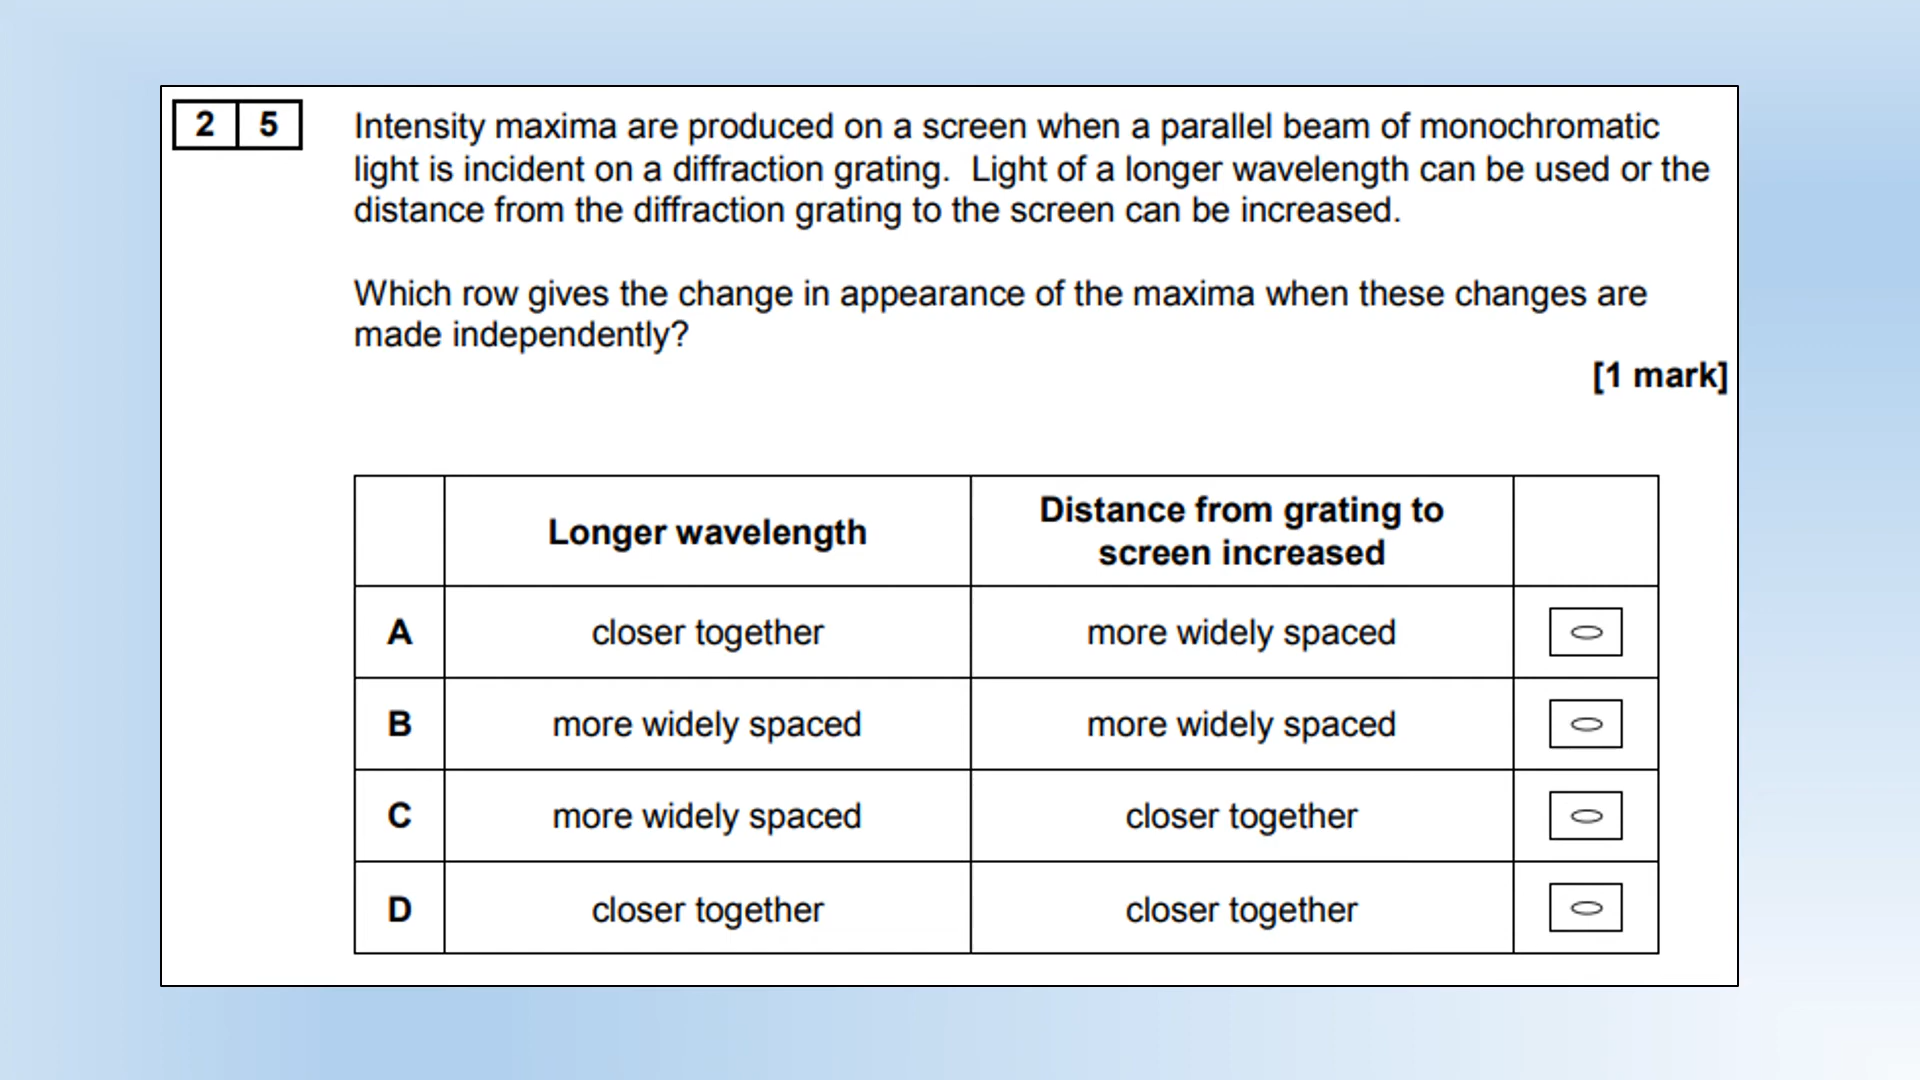 2 5
Intensity maxima are produced on a screen when a parallel beam of monochromatic
light is incident on a diffraction grating.  Light of a longer wavelength can be used or the
distance from the diffraction grating to the screen can be increased.
Which row gives the change in appearance of the maxima when these changes are
made independently?
[1 mark]
Longer wavelength
Distance from grating to
screen increased
A closer together more widely spaced
B more widely spaced more widely spaced
C more widely spaced closer together
D closer together closer together